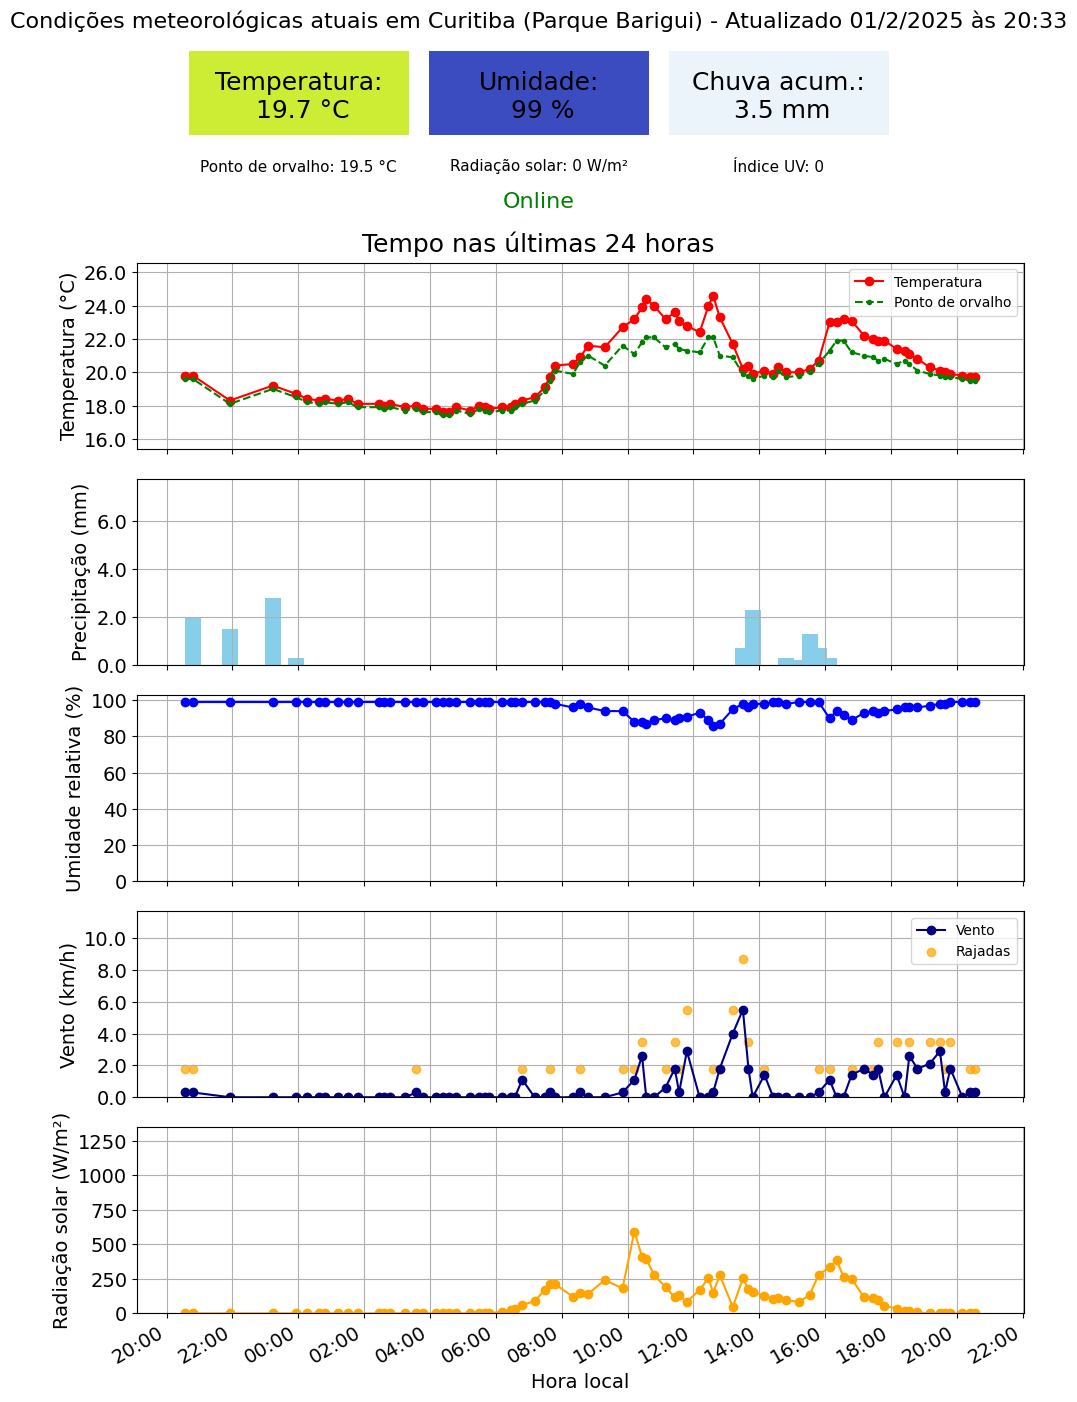 Condições meteorológicas atuais em Curitiba (Parque Barigui) - Atualizado 01/2/2025 às 20:33
Temperatura:
19.7 °C
Umidade:
99 %
Chuva acum.:
3.5 mm
Ponto de orvalho: 19.5 °C
Radiação solar: 0 W/m²
Índice UV: 0
Online
Tempo nas últimas 24 horas
Temperatura (°C)
26.0
24.0
22.0
20.0
18.0
16.0
Temperatura
Ponto de orvalho
Precipitação (mm)
6.0
4.0
2.0
0.0
Umidade relativa (%)
100
80
60
40
20
0
Vento (km/h)
10.0
8.0
6.0
4.0
2.0
0.0
Vento
Rajadas
Radiação solar (W/m²)
1250
1000
750
500
250
0
20:00
22:00
00:00
02:00
04:00
06:00
08:00
10:00
12:00
14:00
16:00
18:00
20:00
22:00
Hora local